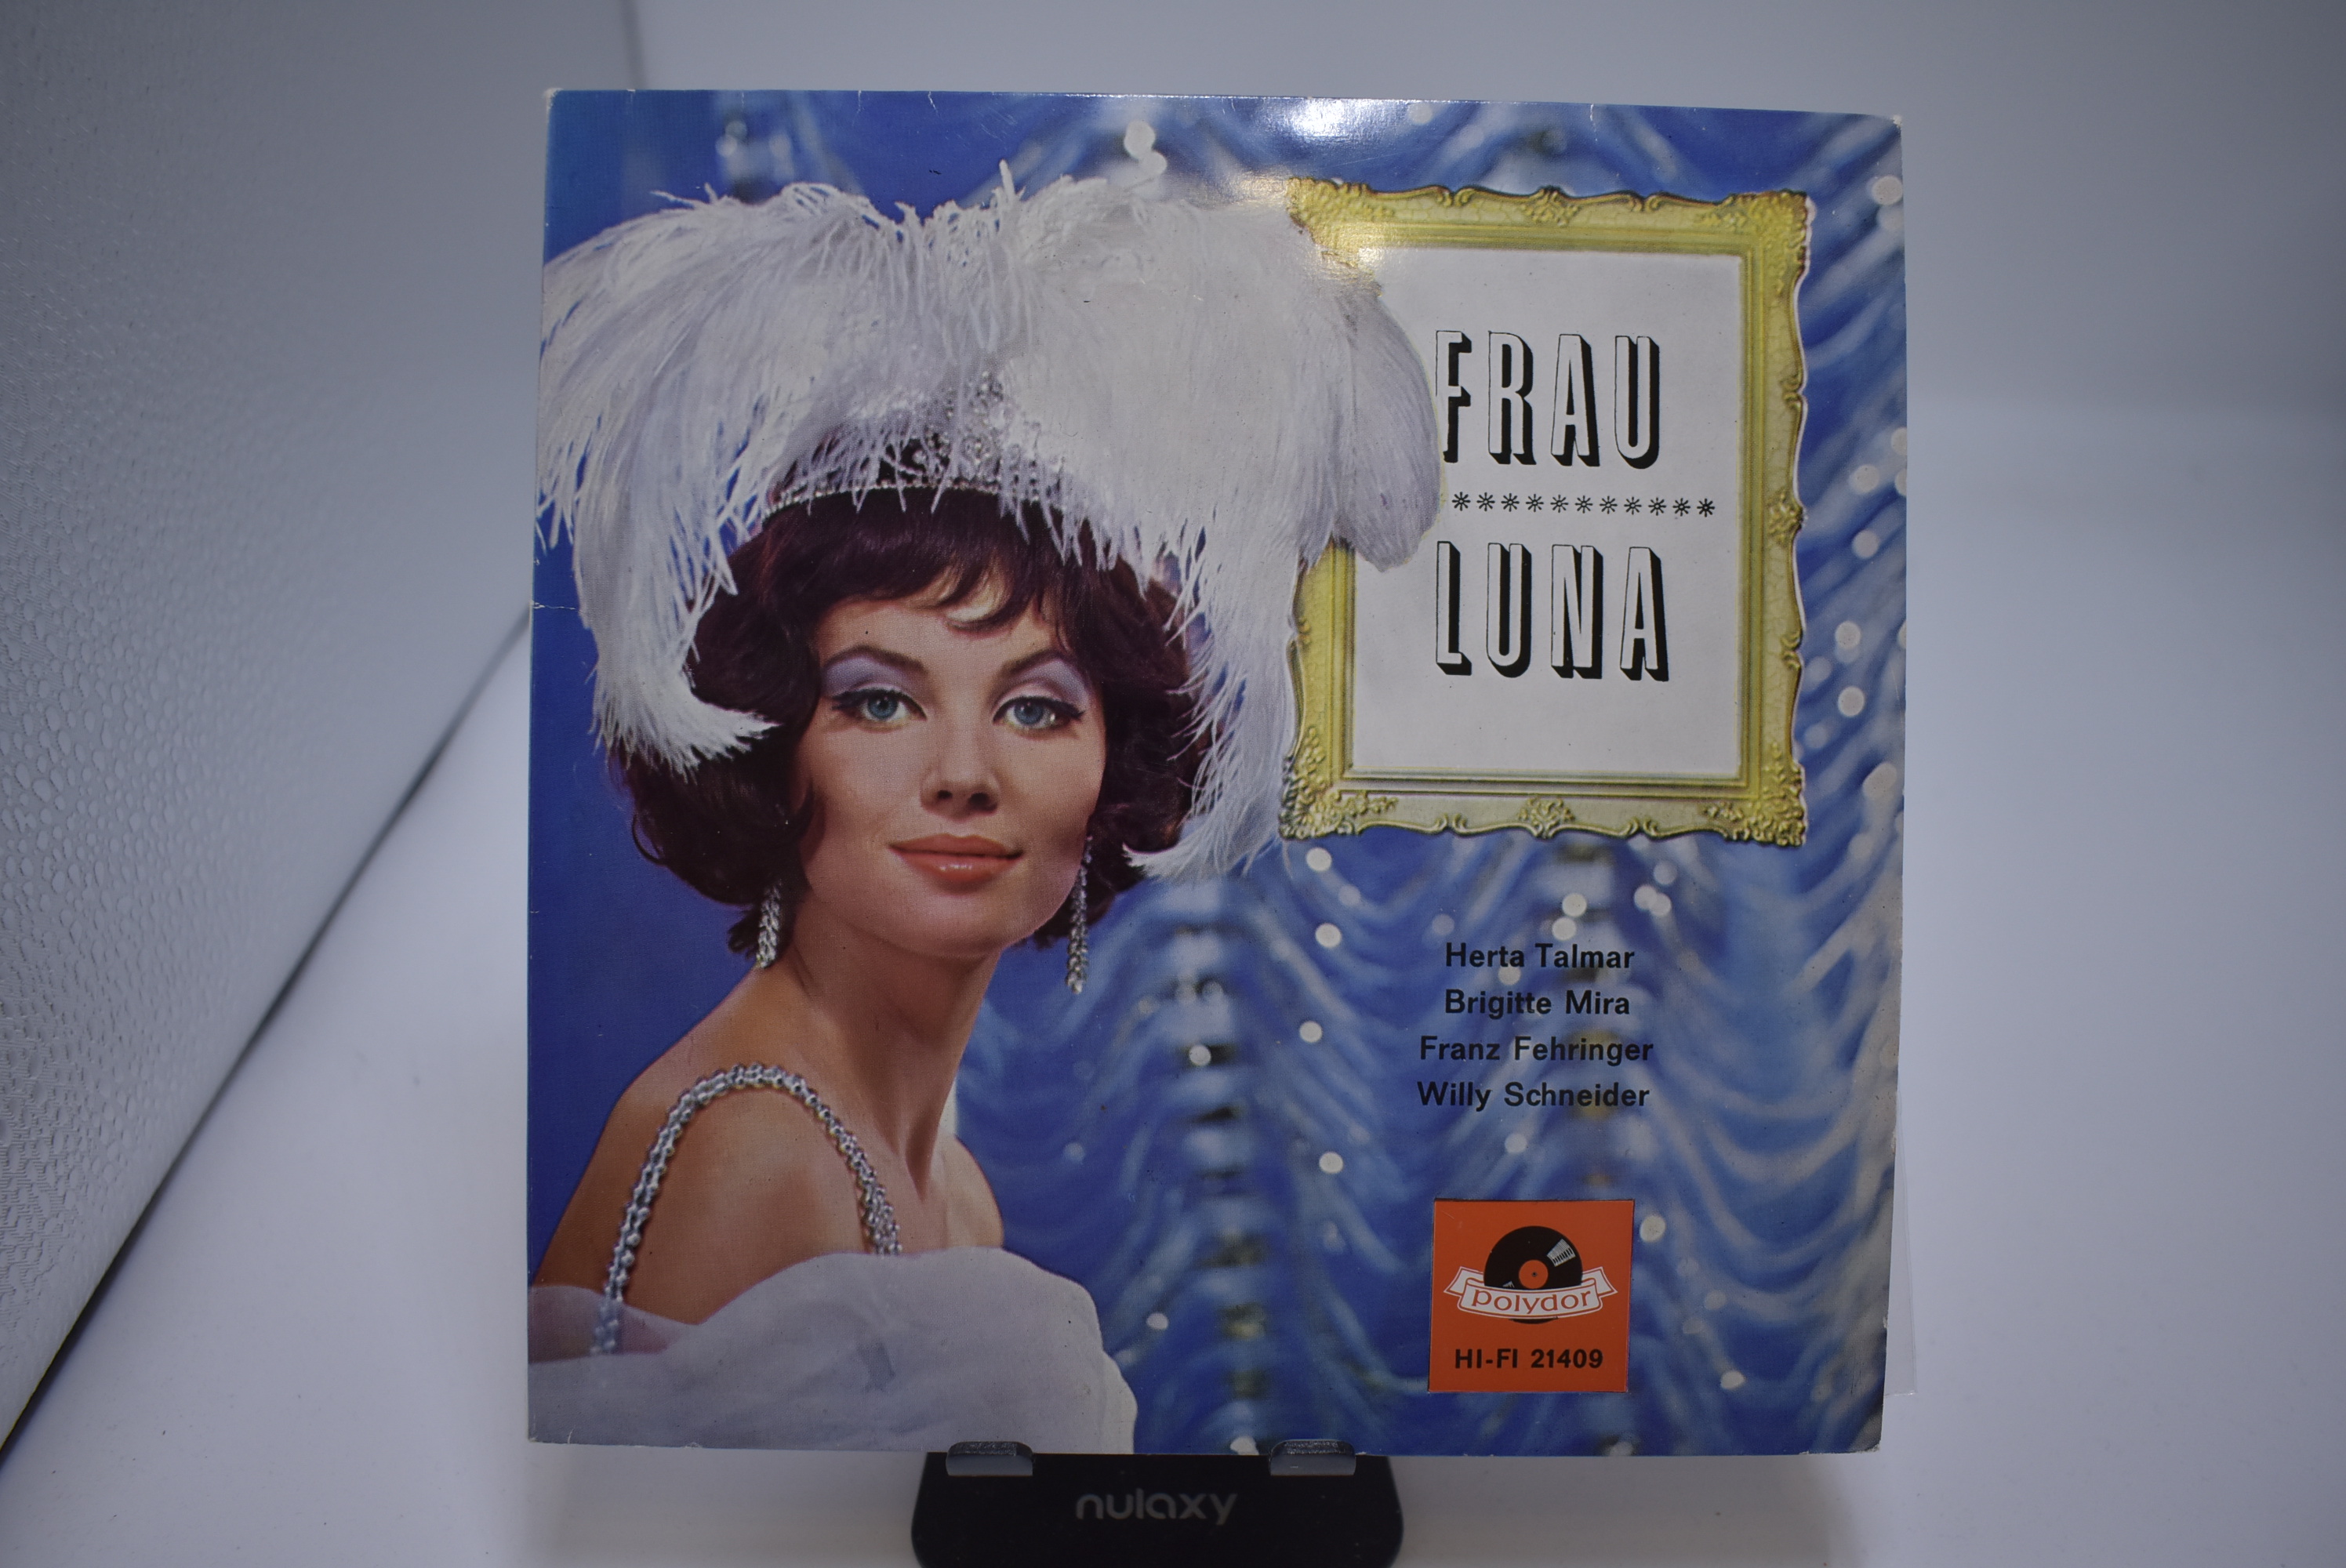 FRAU
***********
LUNA
Herta Talmar
Brigitte Mira
Franz Fehringer
Willy Schneider
polydor
HI-FI 21409
nulaxy